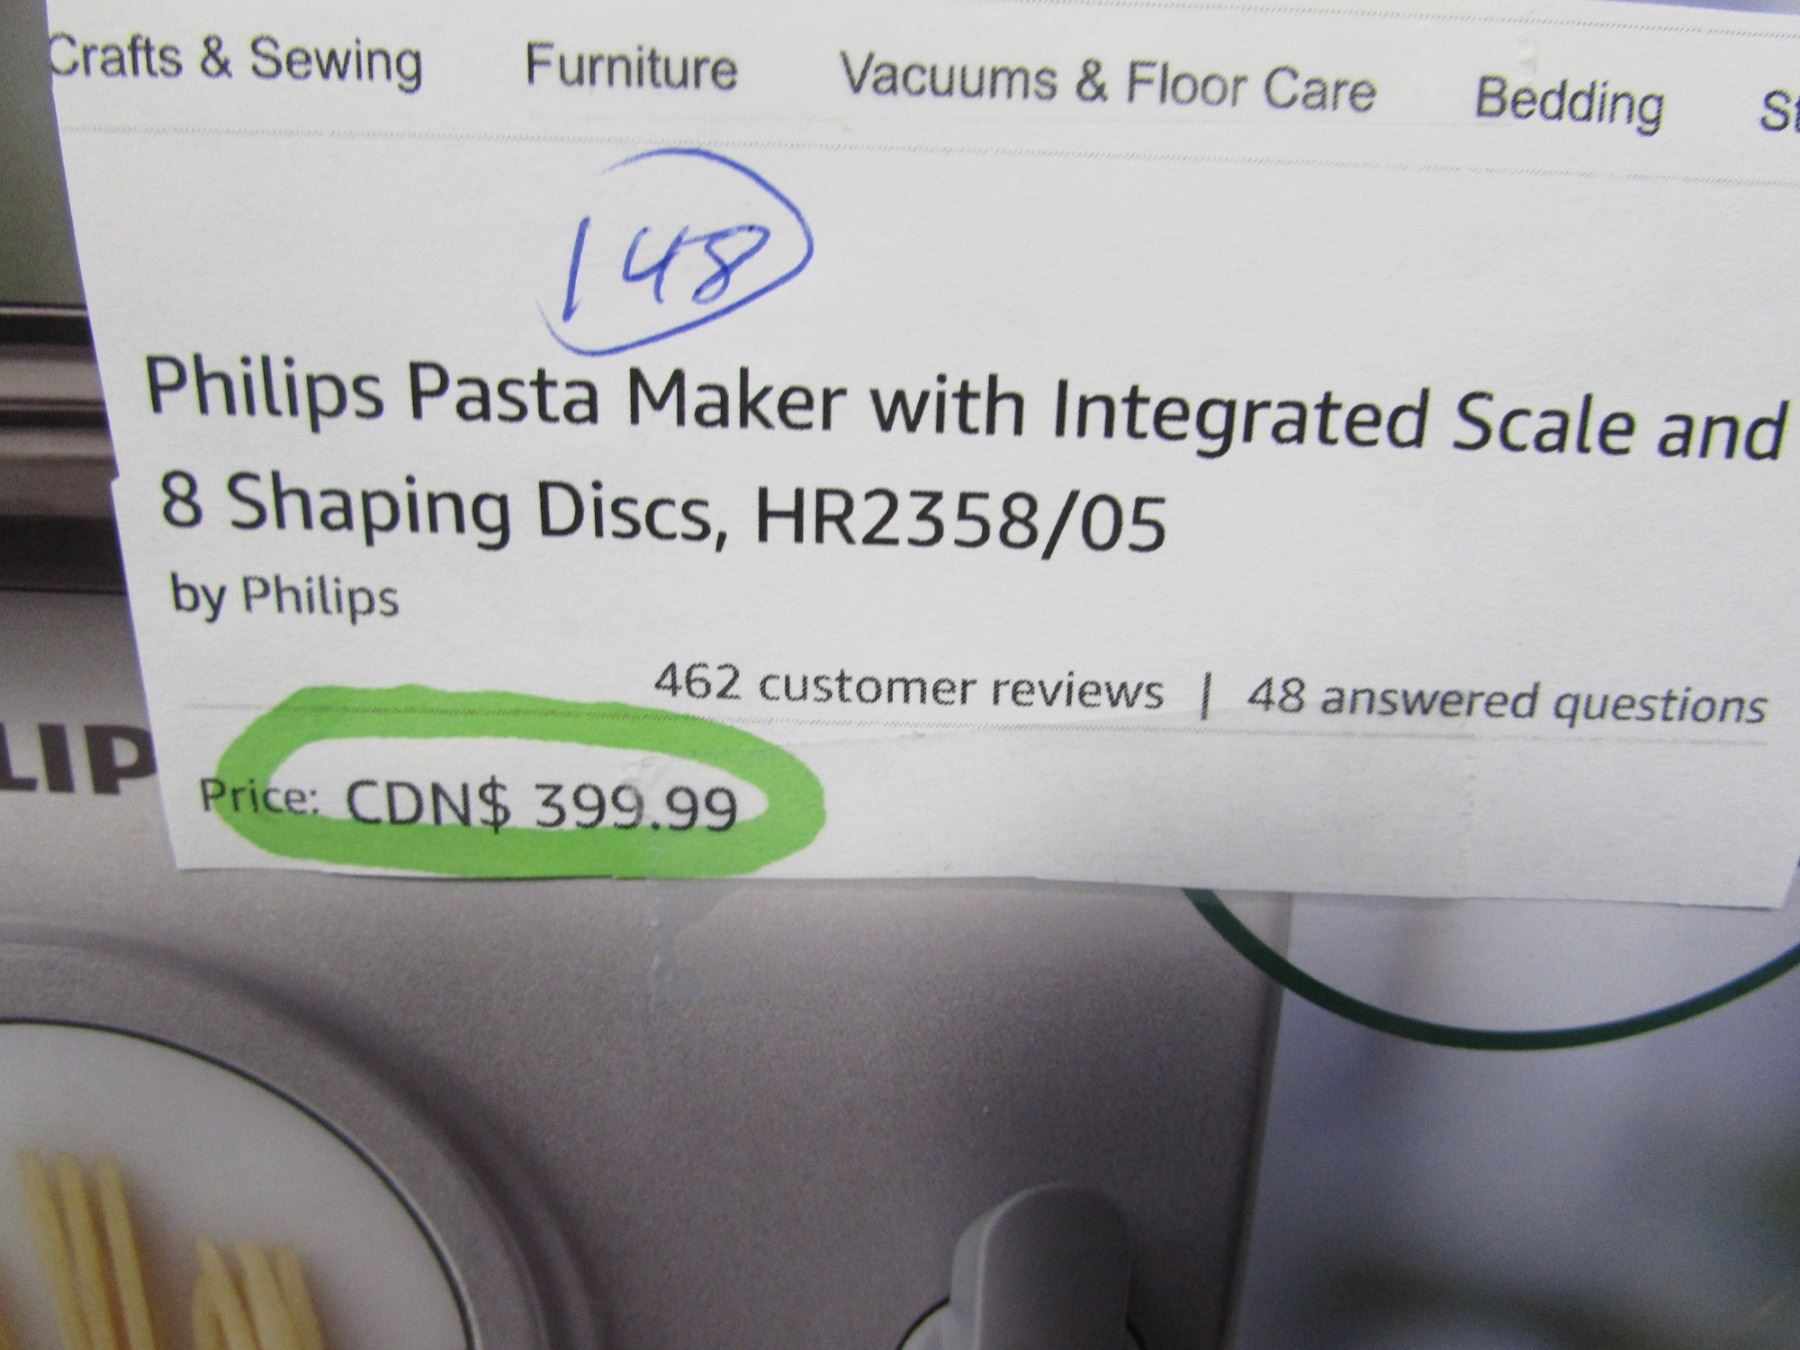 Crafts & Sewing Furniture Vacuums & Floor Care Bedding St
148
Philips Pasta Maker with Integrated Scale and
8 Shaping Discs, HR2358/05
by Philips
462 customer reviews | 48 answered questions
LIP
Price: CDN$ 399.99